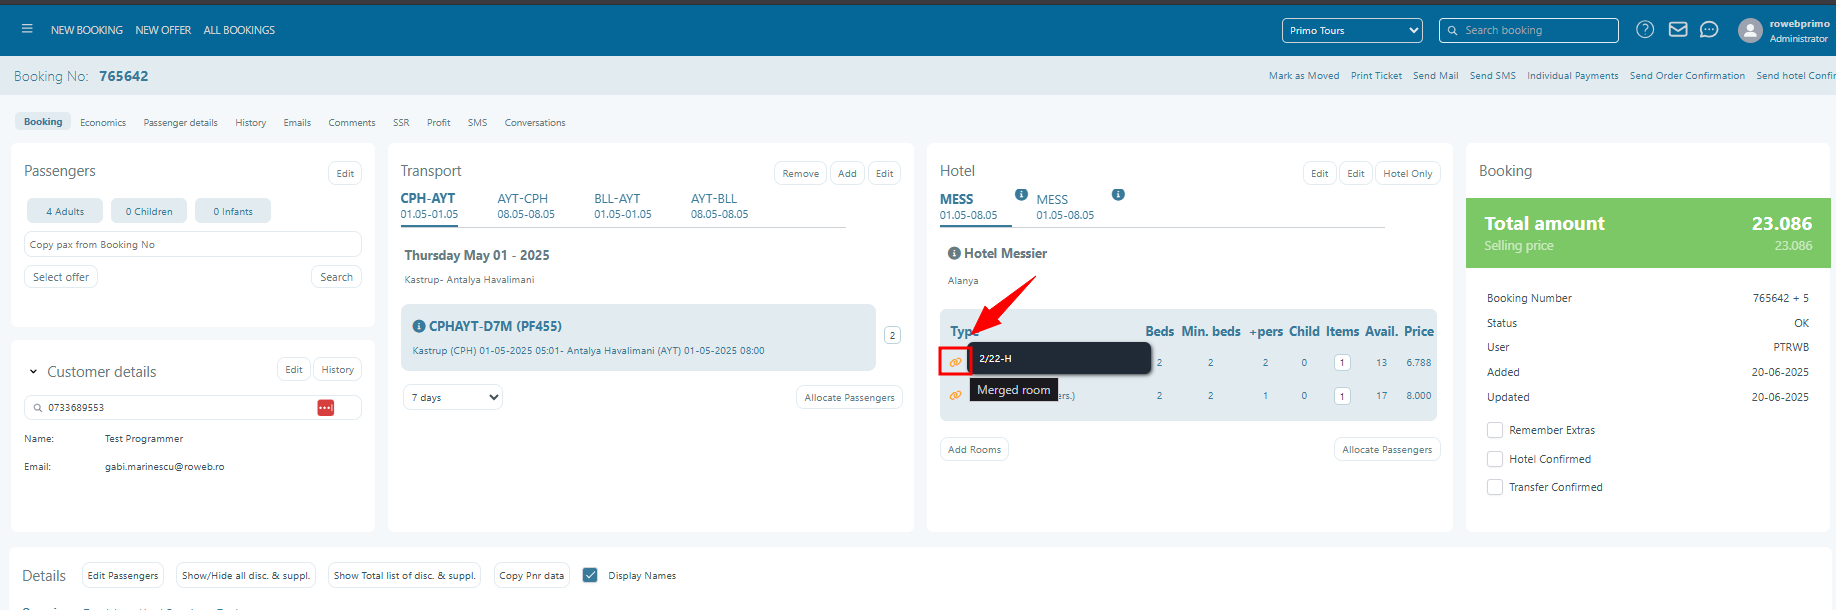 NEW BOOKING NEW OFFER ALL BOOKINGS Primo Tours Search booking rowebprimo
Administrator
Booking No: 765642 Mark as Moved Print Ticket Send Mail Send SMS Individual Payments Send Order Confirmation Send hotel Confir
Booking Economics Passenger details History Emails Comments SSR Profit SMS Conversations
Passengers Edit
4 Adults 0 Children 0 Infants
Copy pax from Booking No
Select offer Search
Customer details Edit History
0733689553
Name: Test Programmer
Email: gabi.marinescu@roweb.ro
Transport Remove Add Edit
CPH-AYT AYT-CPH BLL-AYT AYT-BLL
01.05-01.05 08.05-08.05 01.05-01.05 08.05-08.05
Thursday May 01 - 2025
Kastrup- Antalya Havalimani
CPHAYT-D7M (PF455)
Kastrup (CPH) 01-05-2025 05:01- Antalya Havalimani (AYT) 01-05-2025 08:00
2
7 days Allocate Passengers
Hotel Edit Edit Hotel Only
MESS MESS
01.05-08.05 01.05-08.05
Hotel Messier
Alanya
Type Beds Min. beds +pers Child Items Avail. Price
2/22-H 2 2 2 0 1 13 6.788
Merged room ers.) 2 2 1 0 1 17 8.000
Add Rooms Allocate Passengers
Booking
Total amount 23.086
Selling price 23.086
Booking Number 765642 + 5
Status OK
User PTRWB
Added 20-06-2025
Updated 20-06-2025
Remember Extras
Hotel Confirmed
Transfer Confirmed
Details Edit Passengers Show/Hide all disc. & suppl. Show Total list of disc. & suppl. Copy Pnr data Display Names